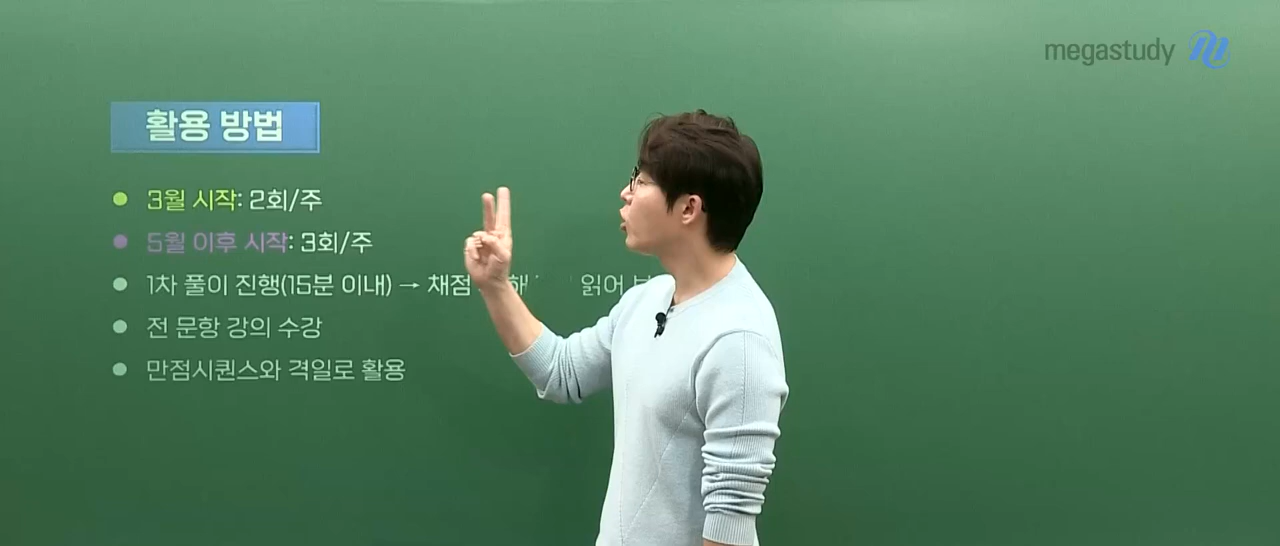 megastudy
활용 방법
3월 시작: 2회/주
5월 이후 시작: 3회/주
1차 풀이 진행(15분 이내) → 채점 읽어
전 문항 강의 수강
만점시퀀스와 격일로 활용